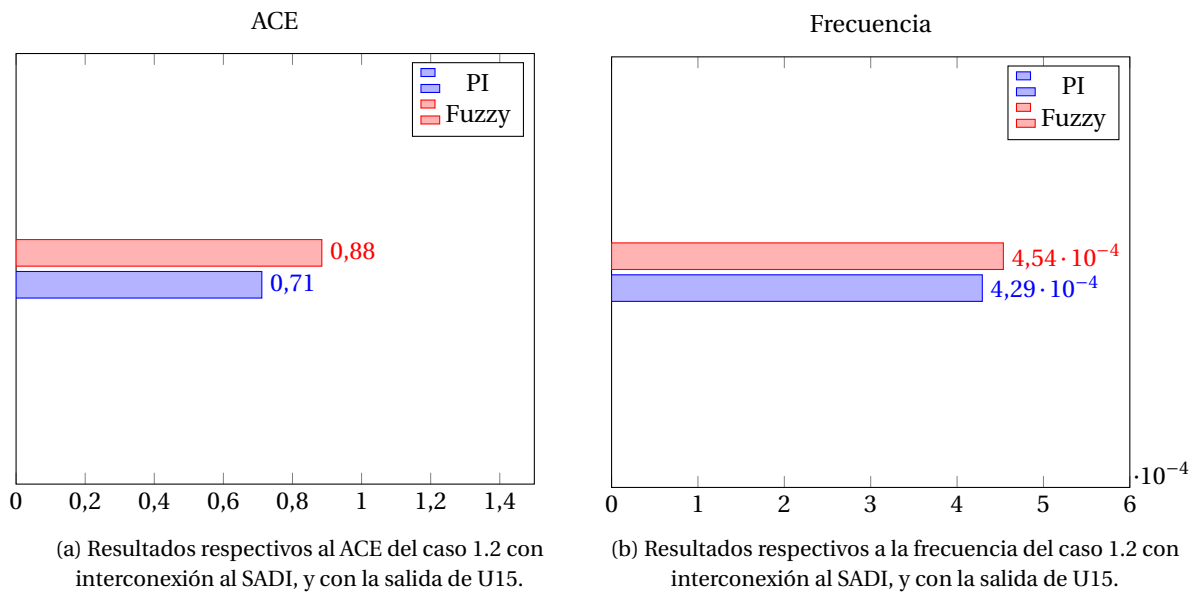 ACE
PI
Fuzzy
0,88
0,71
0 0,2 0,4 0,6 0,8 1 1,2 1,4
(a) Resultados respectivos al ACE del caso 1.2 con
interconexión al SADI, y con la salida de U15.
Frecuencia
PI
Fuzzy
4,54 · 10⁻⁴
4,29 · 10⁻⁴
·10⁻⁴
0 1 2 3 4 5 6
(b) Resultados respectivos a la frecuencia del caso 1.2 con
interconexión al SADI, y con la salida de U15.